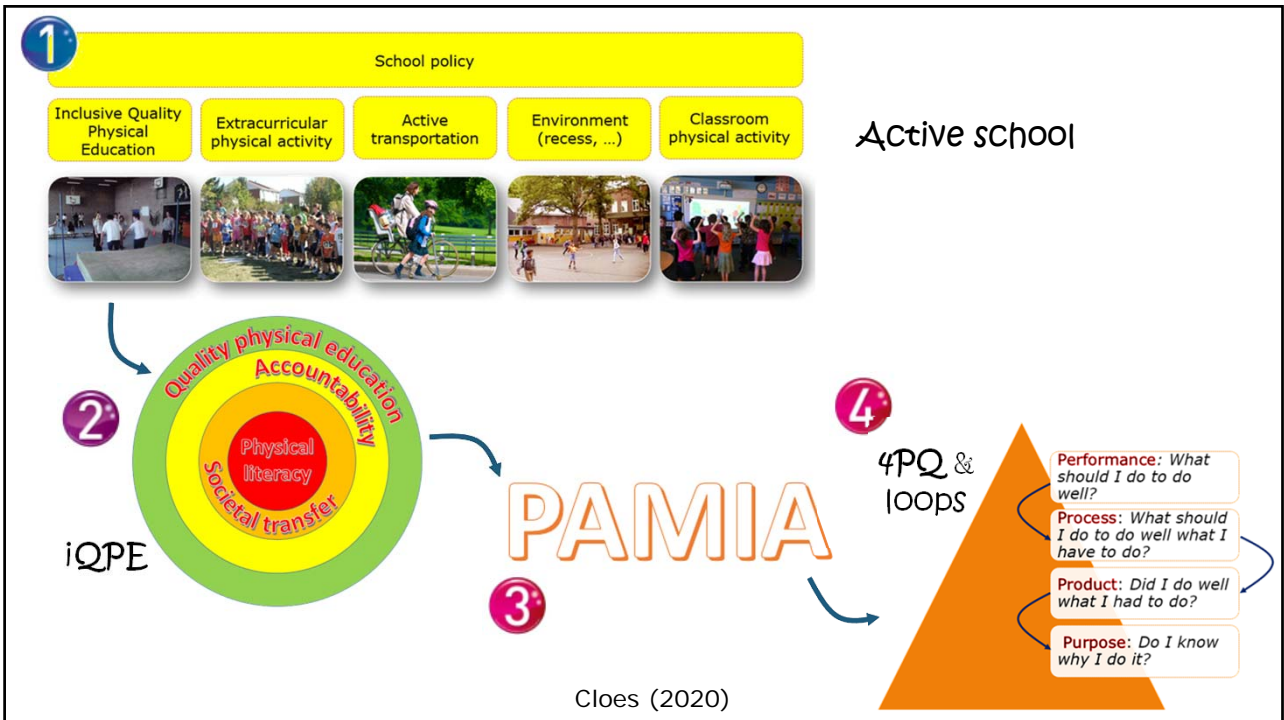 1
School policy
Inclusive Quality
Physical
Education
Extracurricular
physical activity
Active
transportation
Environment
(recess, ...)
Classroom
physical activity
Active school
2
Quality physical education
Accountability
Societal transfer
Physical
literacy
iQPE
PAMIA
3
4
4PQ &
loops
Performance: What
should I do to do
well?
Process: What should
I do to do well what I
have to do?
Product: Did I do well
what I had to do?
Purpose: Do I know
why I do it?
Cloes (2020)